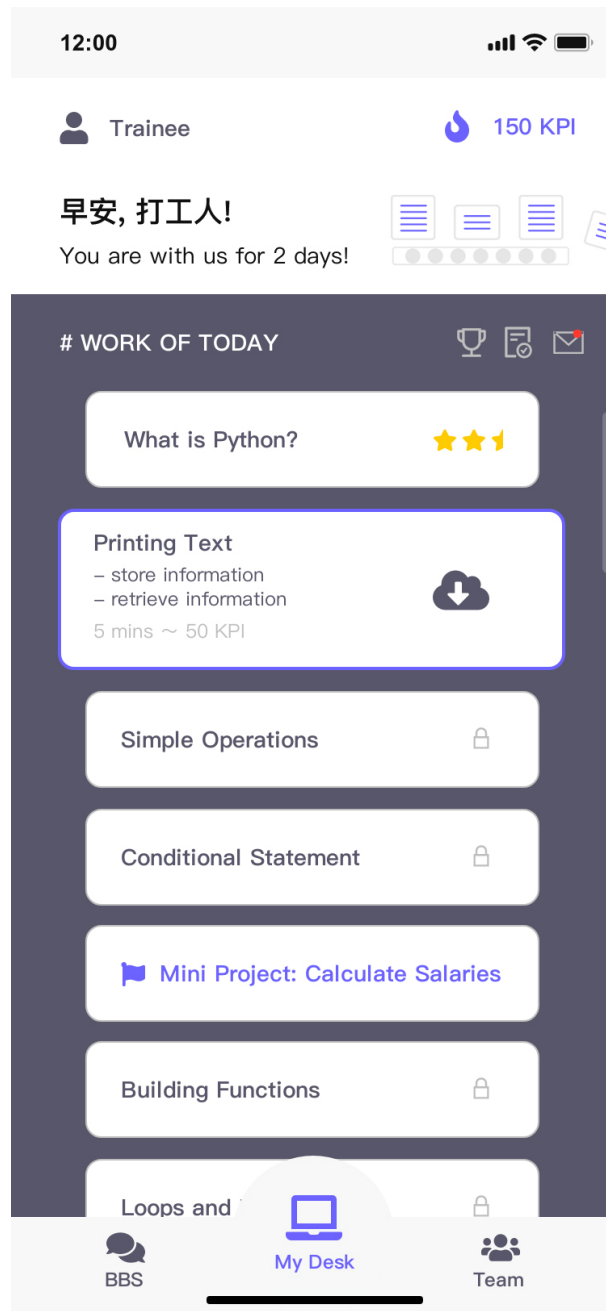 12:00
Trainee
150 KPI
早安, 打工人!
You are with us for 2 days!
# WORK OF TODAY
What is Python?
Printing Text
– store information
– retrieve information
5 mins ～ 50 KPI
Simple Operations
Conditional Statement
Mini Project: Calculate Salaries
Building Functions
Loops and
BBS
My Desk
Team